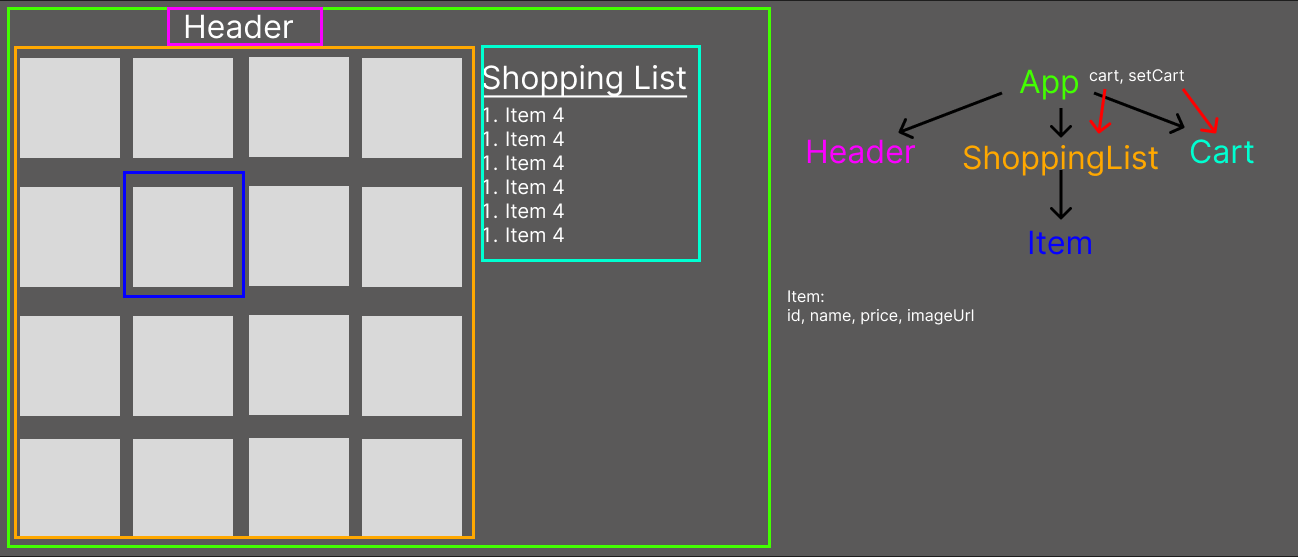 Header
Shopping List
1. Item 4
1. Item 4
1. Item 4
1. Item 4
1. Item 4
1. Item 4
App
cart, setCart
Header
ShoppingList
Cart
Item
Item:
id, name, price, imageUrl